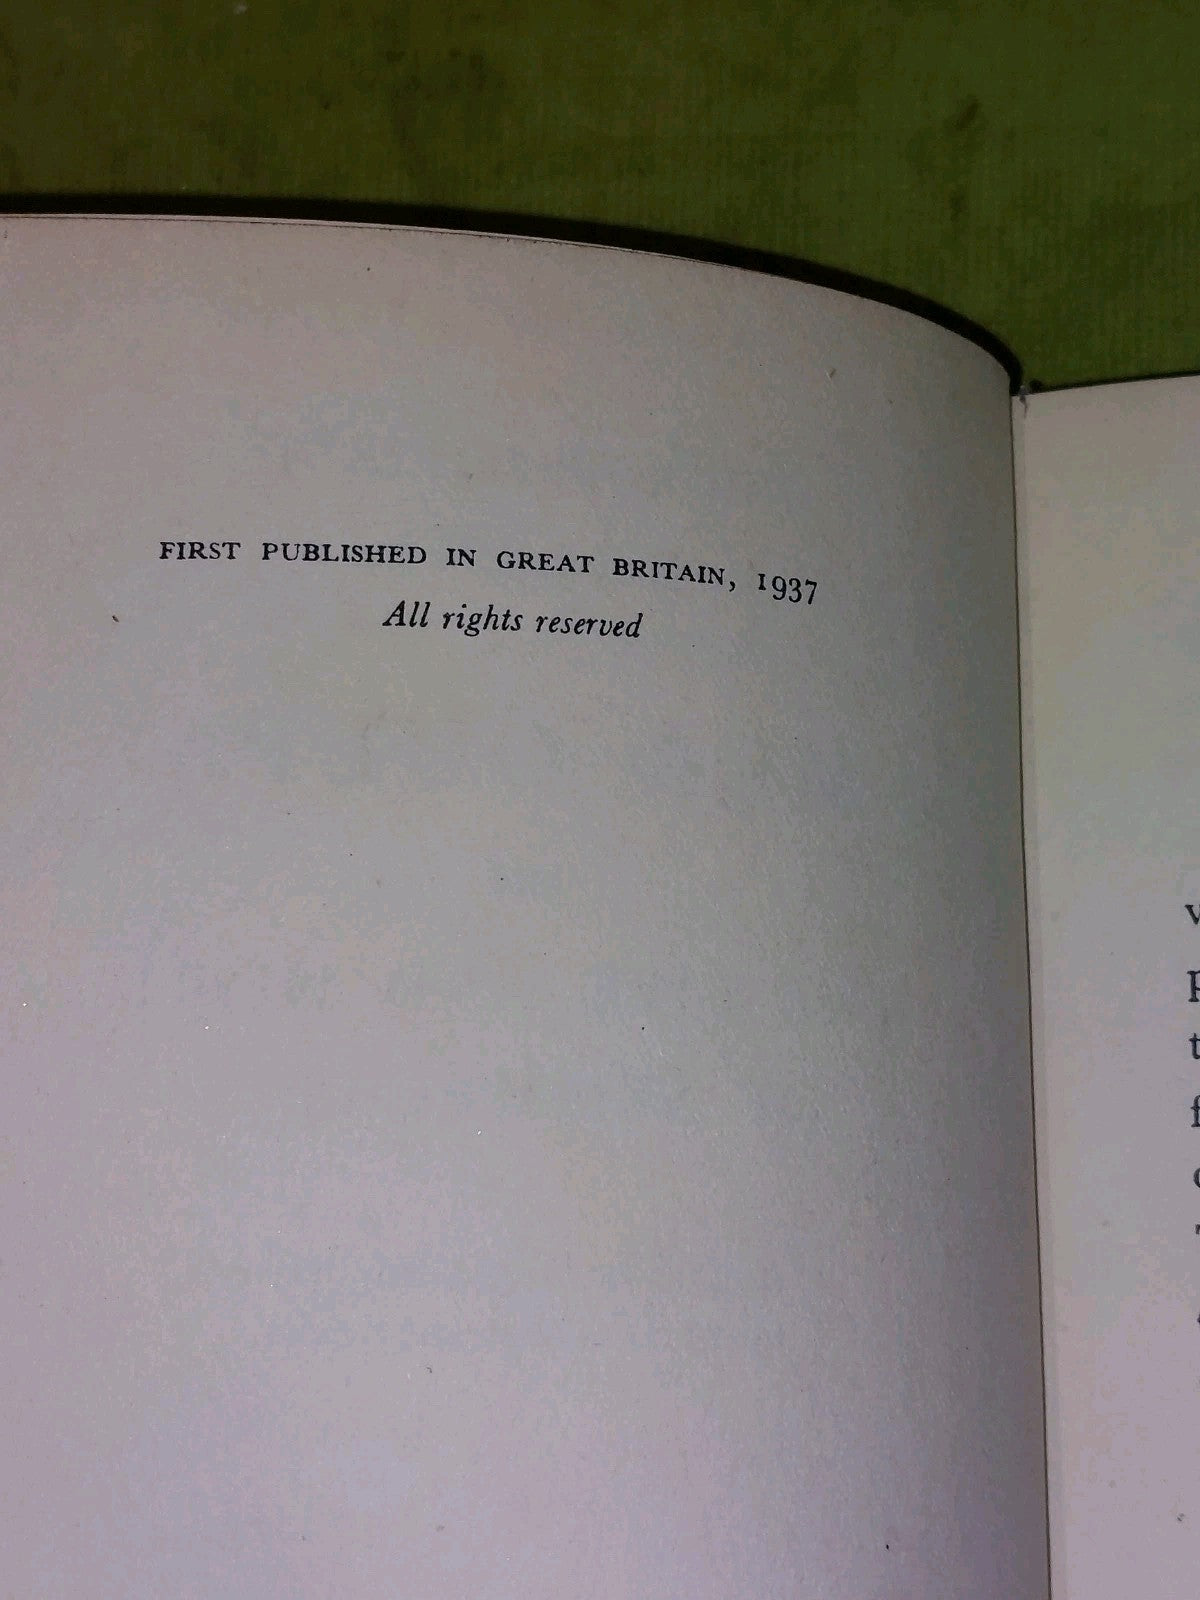 FIRST PUBLISHED IN GREAT BRITAIN, 1937
All rights reserved